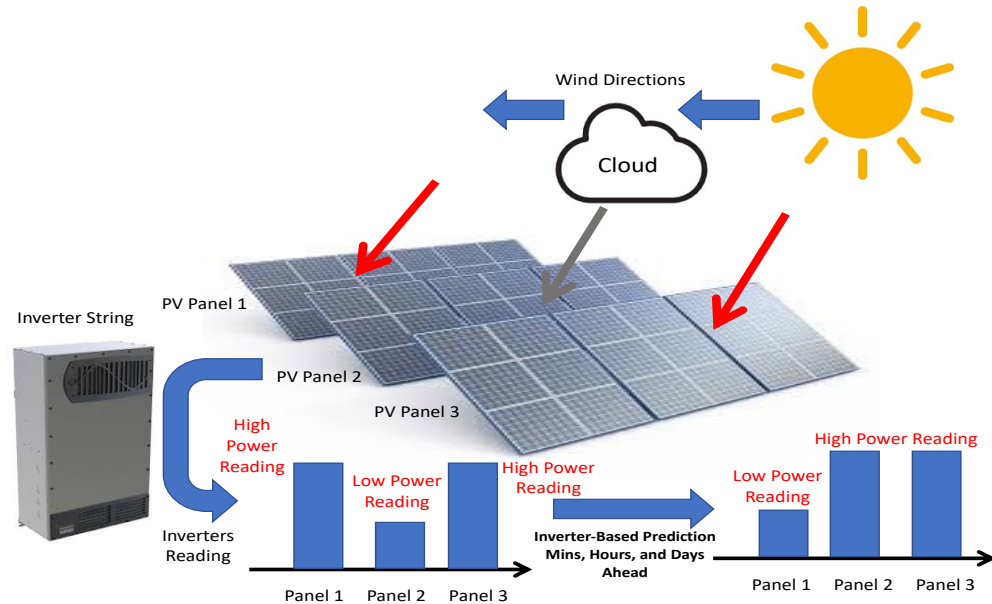 Wind Directions
Cloud
PV Panel 1
Inverter String
PV Panel 2
PV Panel 3
High
Power
Reading
Low Power
Reading
High Power
Reading
High Power Reading
Low Power
Reading
Inverters
Reading
Inverter-Based Prediction
Mins, Hours, and Days
Ahead
Panel 1
Panel 2
Panel 3
Panel 1
Panel 2
Panel 3